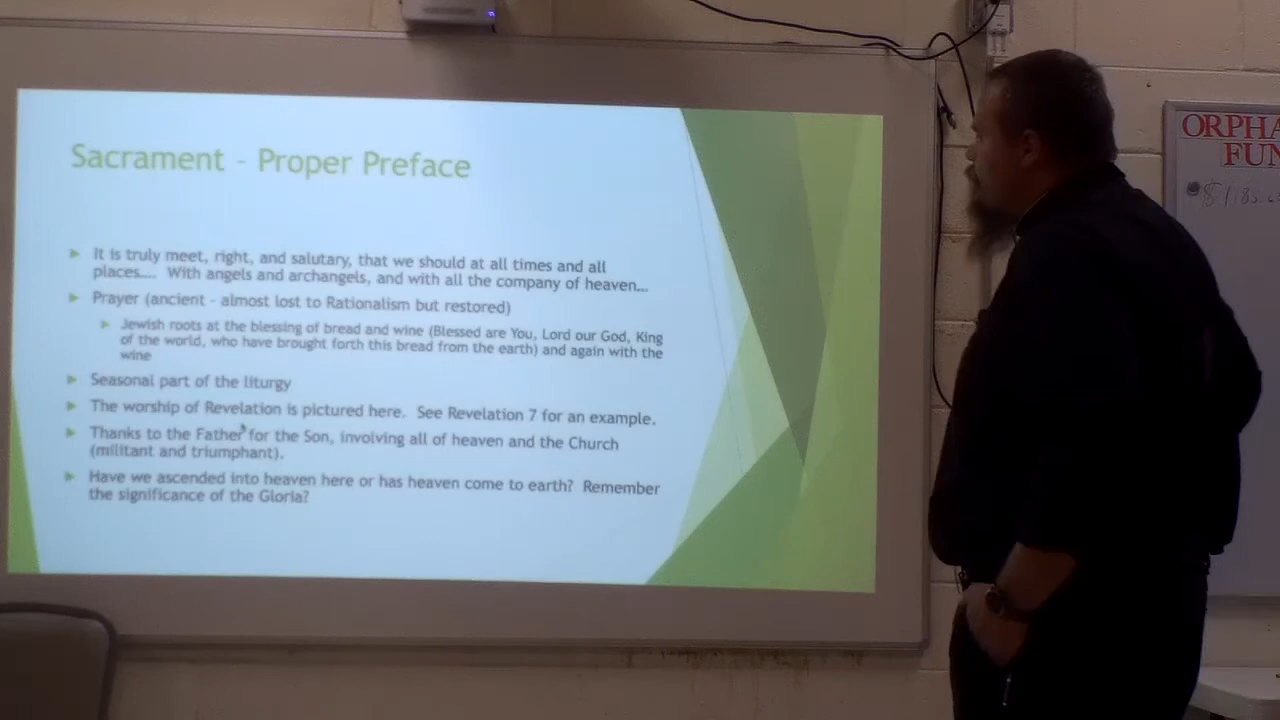 Sacrament - Proper Preface
It is truly meet, right, and salutary, that we should at all times and all
places.... With angels and archangels, and with all the company of heaven...
Prayer (ancient - almost lost to Rationalism but restored)
Jewish roots at the blessing of bread and wine (Blessed are You, Lord our God, King
of the world, who have brought forth this bread from the earth) and again with the
wine
Seasonal part of the liturgy
The worship of Revelation is pictured here. See Revelation 7 for an example.
Thanks to the Father for the Son, involving all of heaven and the Church
(militant and triumphant).
Have we ascended into heaven here or has heaven come to earth? Remember
the significance of the Gloria?
ORPHA
FUN